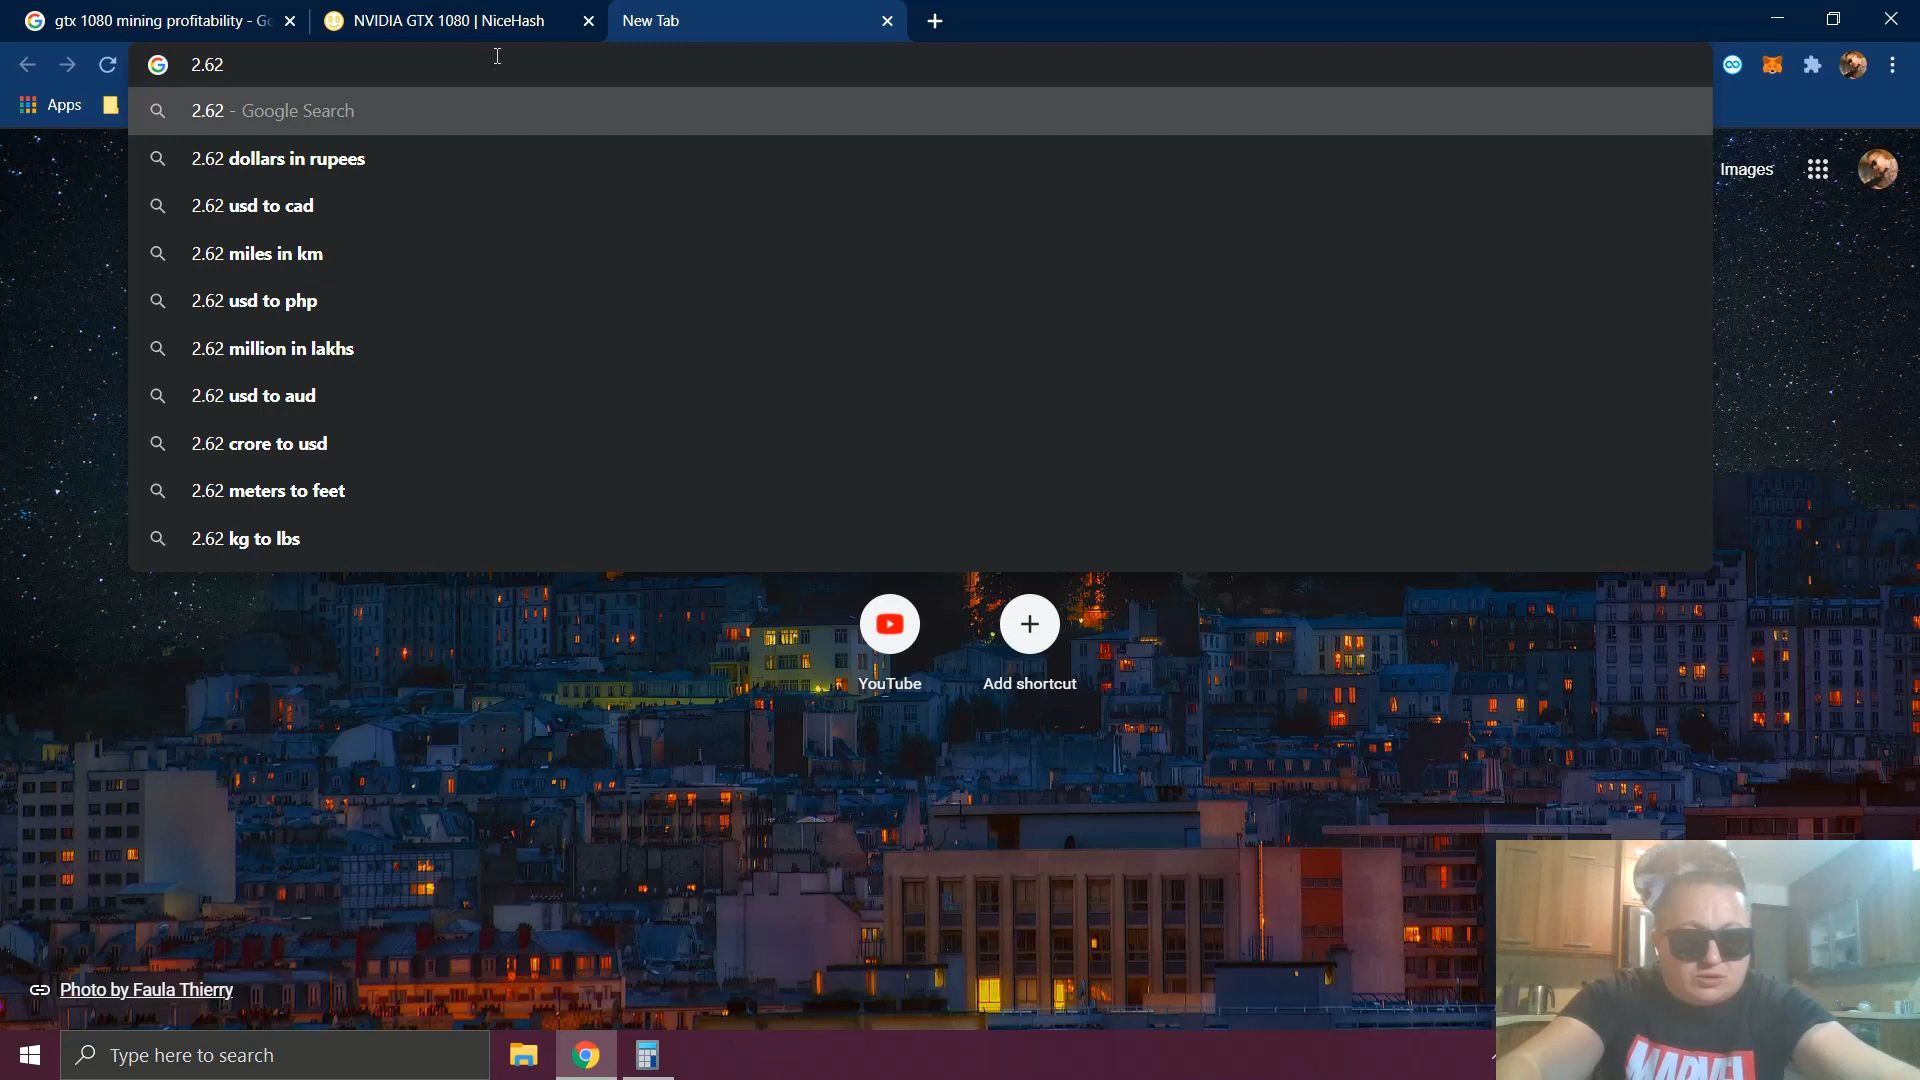 gtx 1080 mining profitability - Go
NVIDIA GTX 1080 | NiceHash
New Tab
2.62
Apps
2.62 - Google Search
2.62 dollars in rupees
2.62 usd to cad
2.62 miles in km
2.62 usd to php
2.62 million in lakhs
2.62 usd to aud
2.62 crore to usd
2.62 meters to feet
2.62 kg to lbs
Images
YouTube
Add shortcut
Photo by Faula Thierry
Type here to search
MARVEL